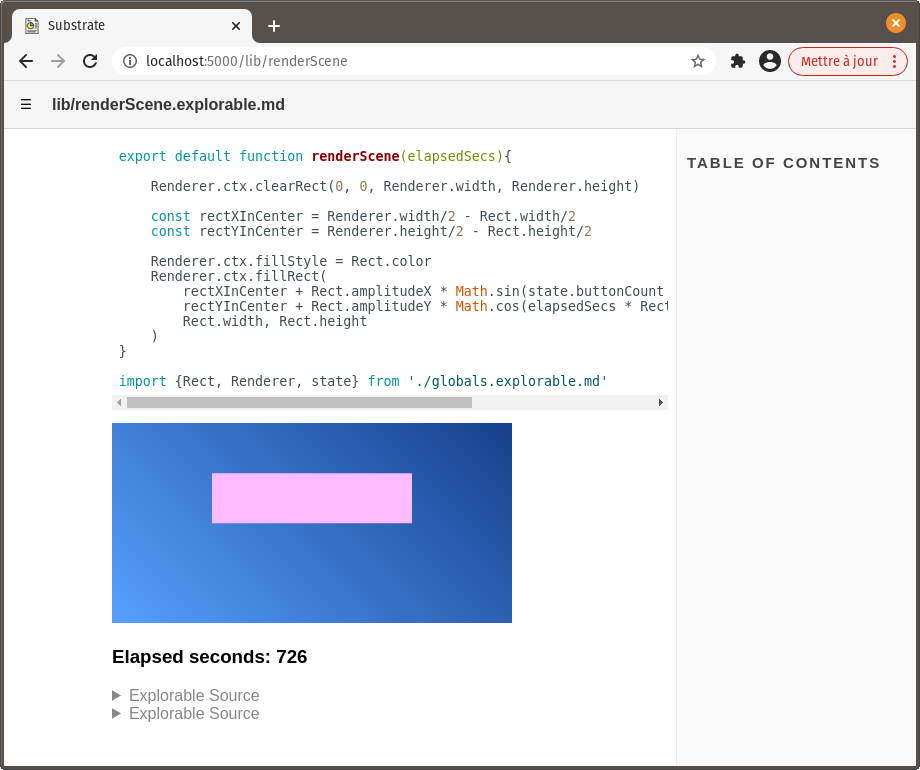 Substrate
localhost:5000/lib/renderScene
Mettre à jour
lib/renderScene.explorable.md
export default function renderScene(elapsedSecs){
Renderer.ctx.clearRect(0, 0, Renderer.width, Renderer.height)
const rectXInCenter = Renderer.width/2 - Rect.width/2
const rectYInCenter = Renderer.height/2 - Rect.height/2
Renderer.ctx.fillStyle = Rect.color
Renderer.ctx.fillRect(
rectXInCenter + Rect.amplitudeX * Math.sin(state.buttonCount
rectYInCenter + Rect.amplitudeY * Math.cos(elapsedSecs * Rect
Rect.width, Rect.height
)
}
import {Rect, Renderer, state} from './globals.explorable.md'
Elapsed seconds: 726
Explorable Source
Explorable Source
TABLE OF CONTENTS